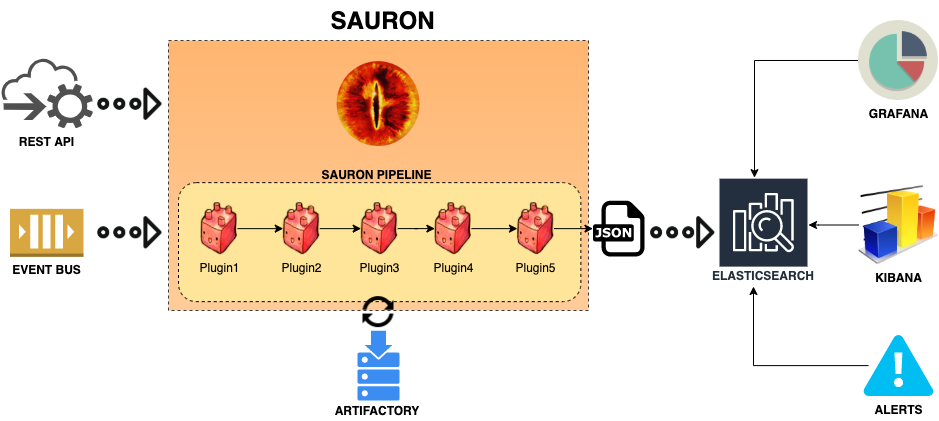 SAURON
REST API
GRAFANA
SAURON PIPELINE
JSON
EVENT BUS
Plugin1
Plugin2
Plugin3
Plugin4
Plugin5
ELASTICSEARCH
KIBANA
ARTIFACTORY
ALERTS